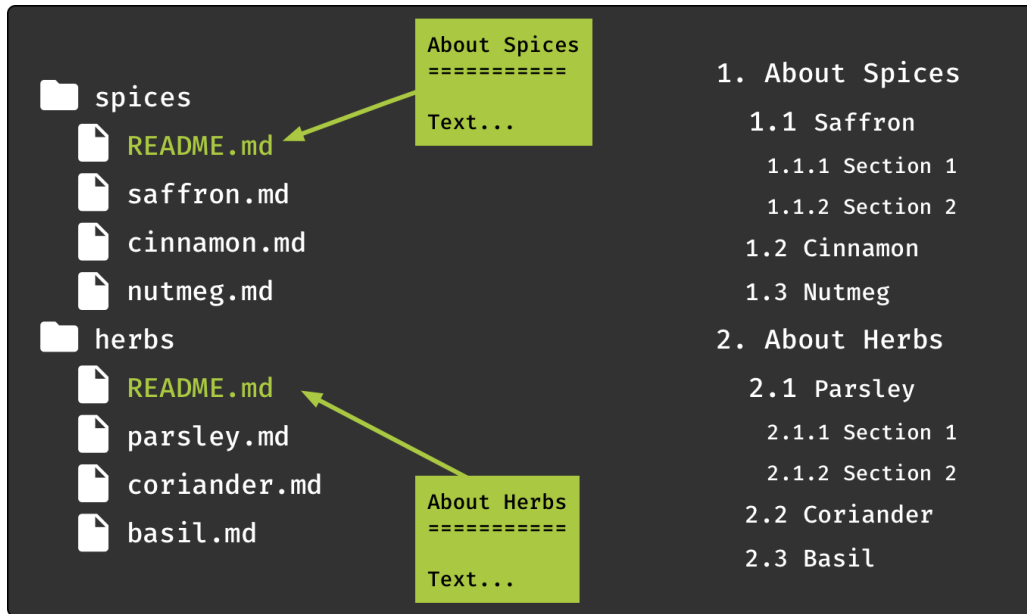 spices
README.md
saffron.md
cinnamon.md
nutmeg.md
herbs
README.md
parsley.md
coriander.md
basil.md
About Spices
===========
Text...
About Herbs
===========
Text...
1. About Spices
1.1 Saffron
1.1.1 Section 1
1.1.2 Section 2
1.2 Cinnamon
1.3 Nutmeg
2. About Herbs
2.1 Parsley
2.1.1 Section 1
2.1.2 Section 2
2.2 Coriander
2.3 Basil